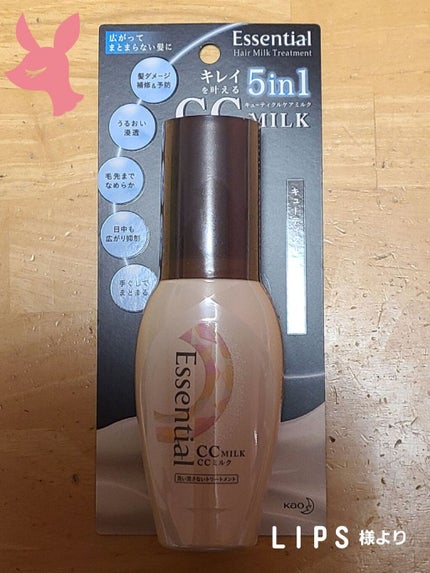 広がって
まとまらない髪に
Essential
Hair Milk Treatment
髪ダメージ
補修&予防
キレイ
を叶える
5in1
キューティクルケアミルク
CC MILK
うるおい
浸透
毛先まで
なめらか
日中も
広がり抑制
手ぐしで
まとまる
キューテ
Essential
CC MILK
CCミルク
洗い流さないトリートメント
Kao
LIPS 様より